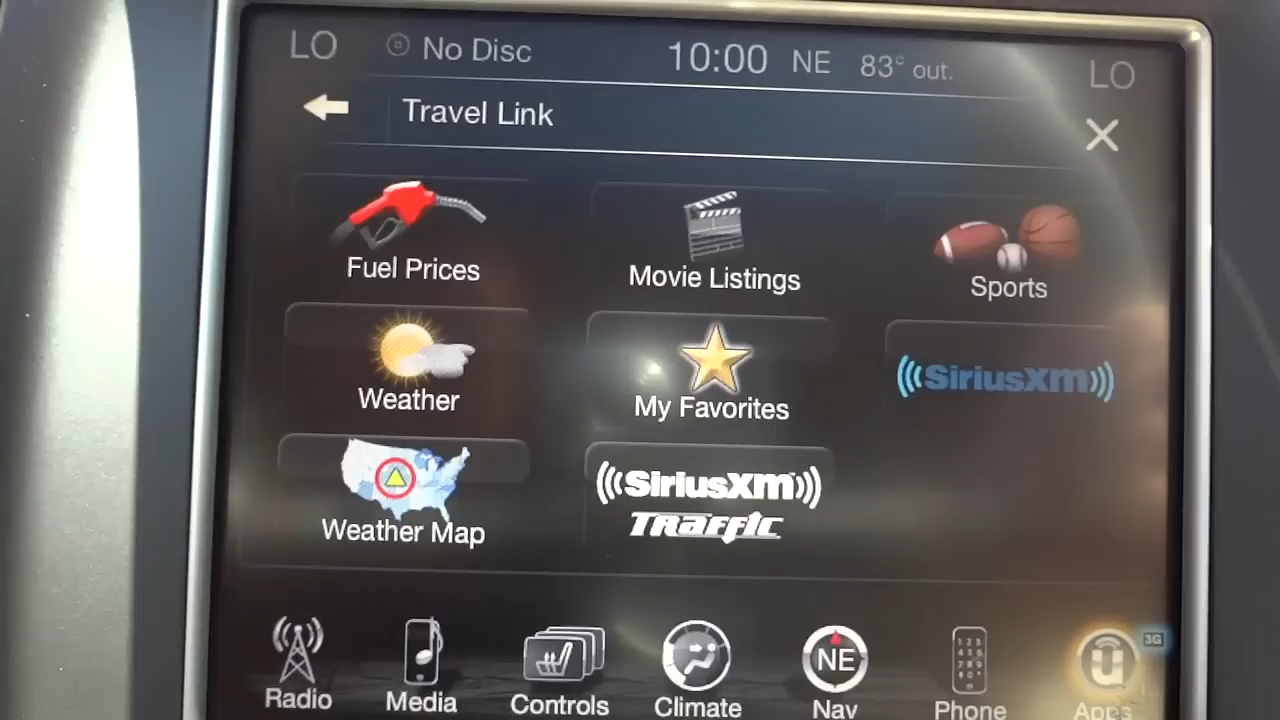 LO No Disc 10:00 NE 83° out. LO
Travel Link
Fuel Prices
Movie Listings
Sports
Weather
My Favorites
SiriusXM
Weather Map
SiriusXM
Traffic
3G
NE
Radio
Media
Controls
Climate
Nav
Phone
Apps